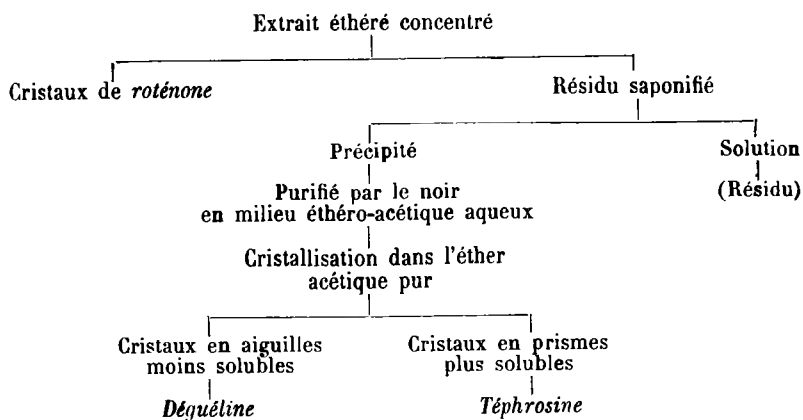 Extrait éthéré concentré
Cristaux de roténone
Résidu saponifié
Précipité
Solution
Purifié par le noir
en milieu éthéro-acétique aqueux
(Résidu)
Cristallisation dans l'éther
acétique pur
Cristaux en aiguilles
moins solubles
Cristaux en prismes
plus solubles
Déguéline
Téphrosine